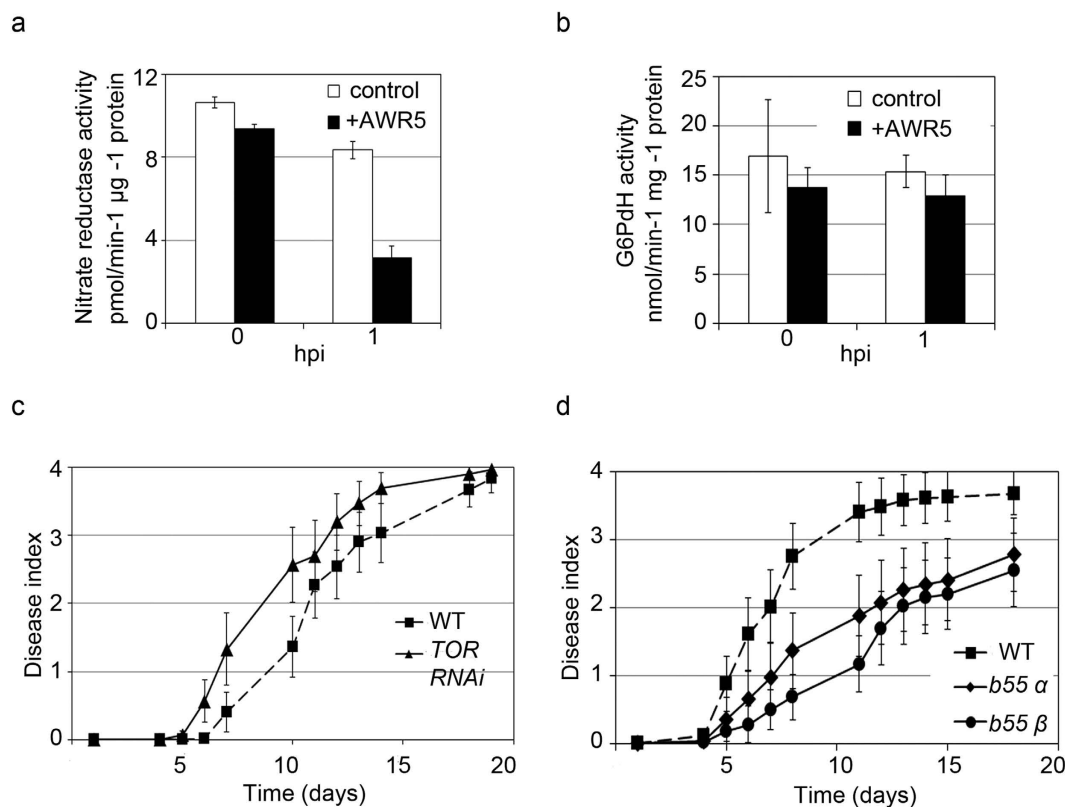 a
Nitrate reductase activity
pmol/min-1 µg -1 protein
12
8
4
0
control
+AWR5
0
1
hpi
b
G6PdH activity
nmol/min-1 mg -1 protein
25
20
15
10
5
0
control
+AWR5
0
1
hpi
c
Disease index
4
3
2
1
0
WT
TOR
RNAi
5
10
15
20
Time (days)
d
Disease index
4
3
2
1
0
WT
b55 α
b55 β
5
10
15
20
Time (days)